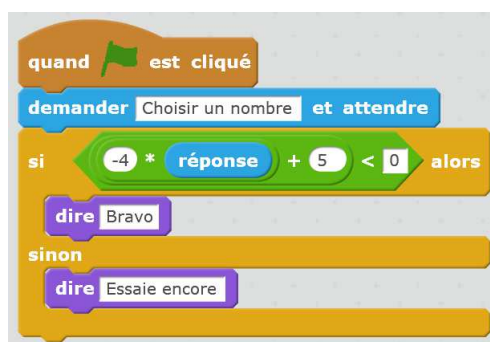 quand est cliqué
demander Choisir un nombre et attendre
si -4 * réponse + 5 < 0 alors
dire Bravo
sinon
dire Essaie encore